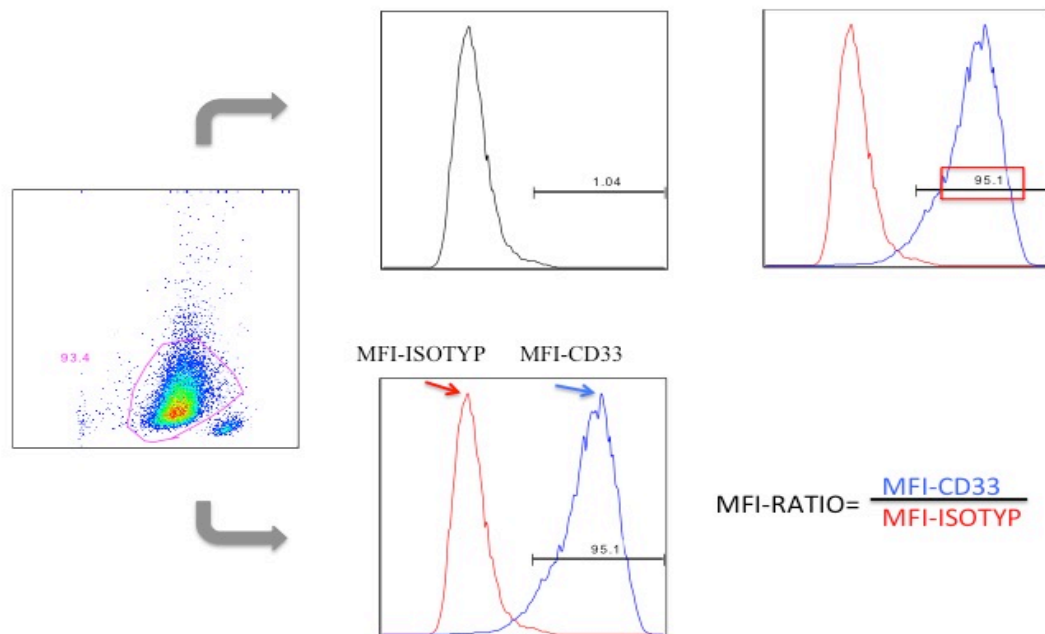 1.04
95.1
93.4
MFI-ISOTYP MFI-CD33
95.1
MFI-RATIO= MFI-CD33
MFI-ISOTYP